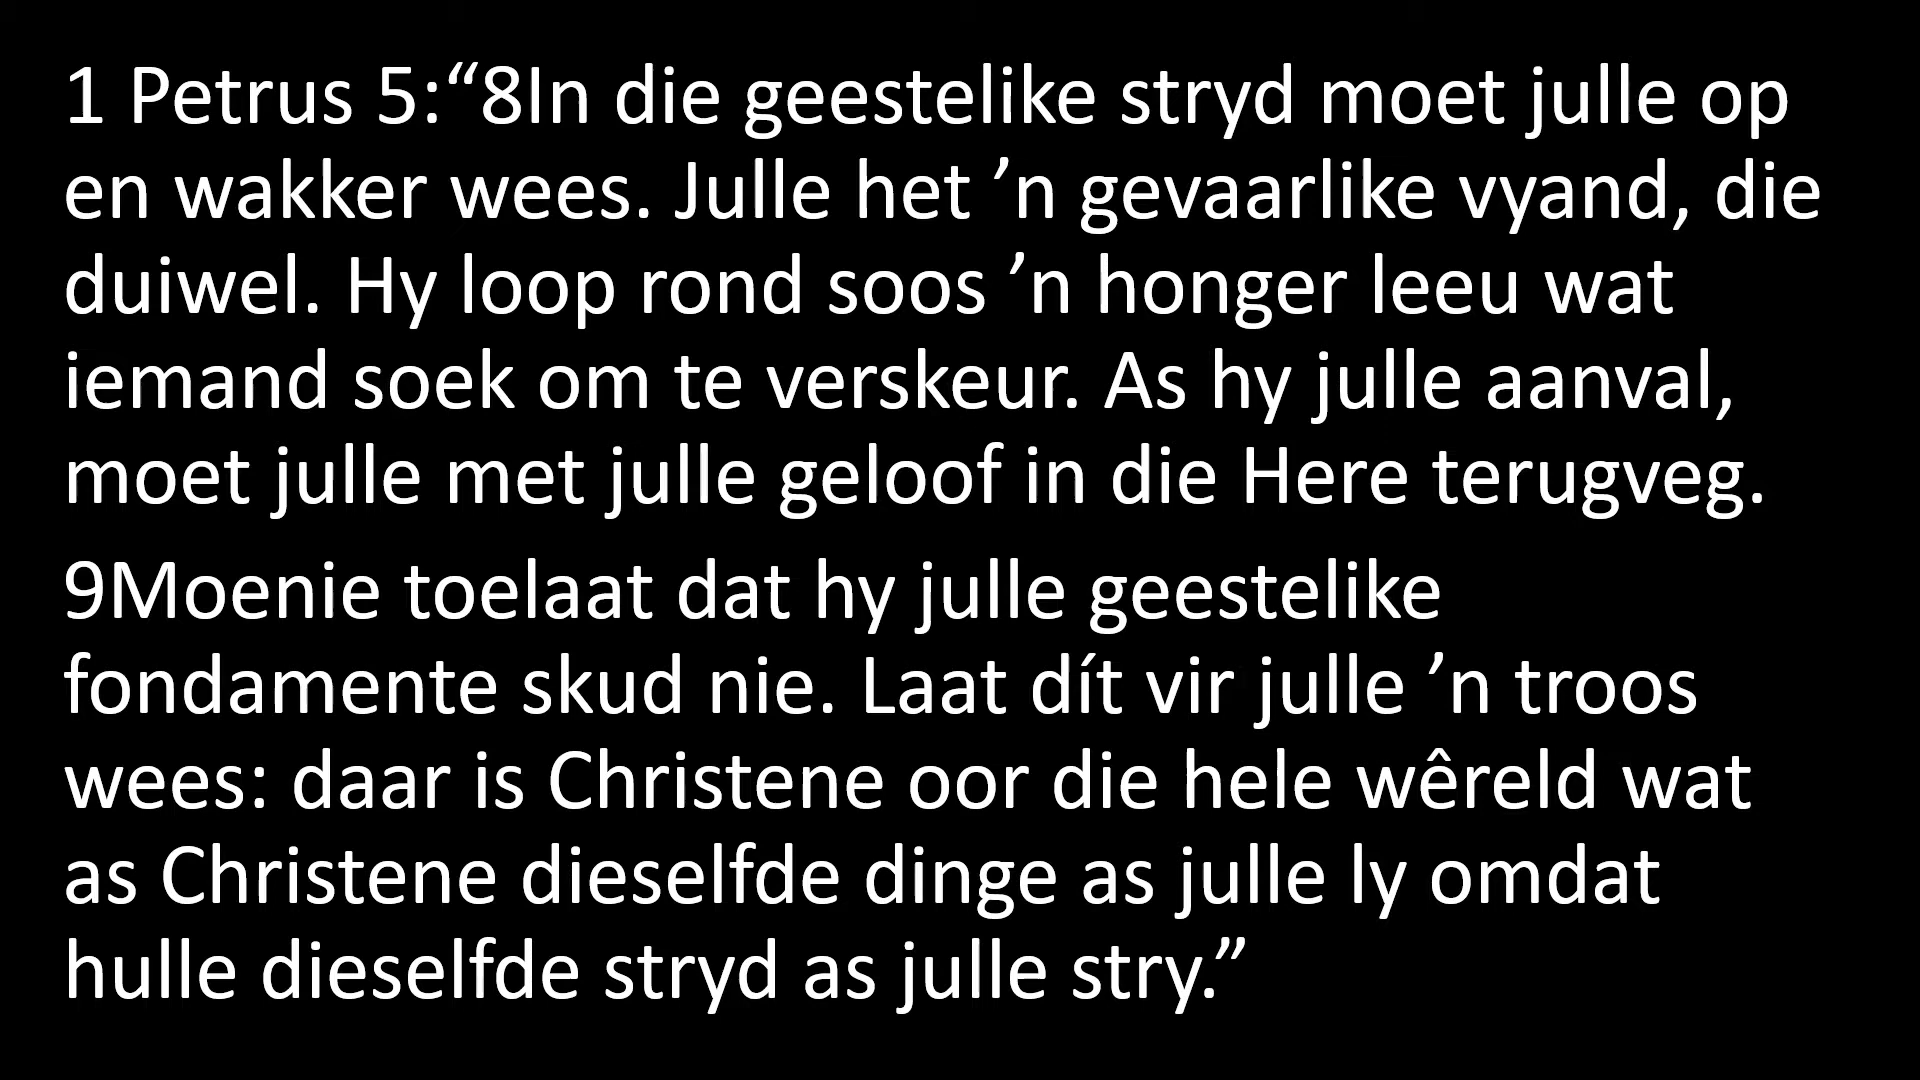 1 Petrus 5:“8In die geestelike stryd moet julle op
en wakker wees. Julle het ’n gevaarlike vyand, die
duiwel. Hy loop rond soos ’n honger leeu wat
iemand soek om te verskeur. As hy julle aanval,
moet julle met julle geloof in die Here terugveg.
9Moenie toelaat dat hy julle geestelike
fondamente skud nie. Laat dít vir julle ’n troos
wees: daar is Christene oor die hele wêreld wat
as Christene dieselfde dinge as julle ly omdat
hulle dieselfde stryd as julle stry.”